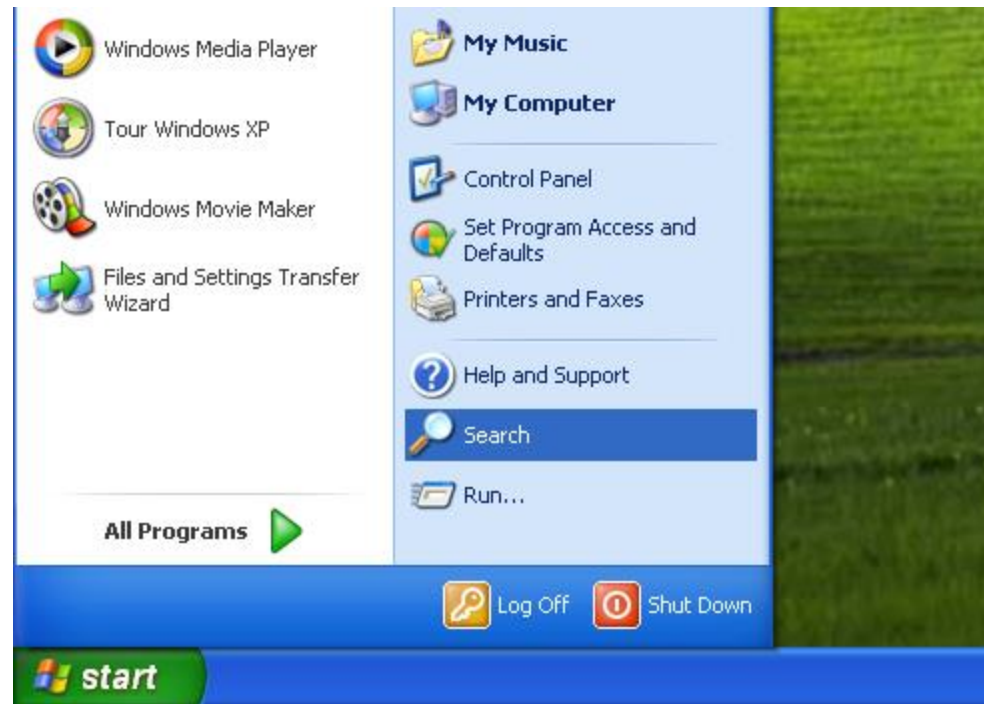 Windows Media Player
Tour Windows XP
Windows Movie Maker
Files and Settings Transfer
Wizard
All Programs
My Music
My Computer
Control Panel
Set Program Access and
Defaults
Printers and Faxes
Help and Support
Search
Run...
Log Off
Shut Down
start